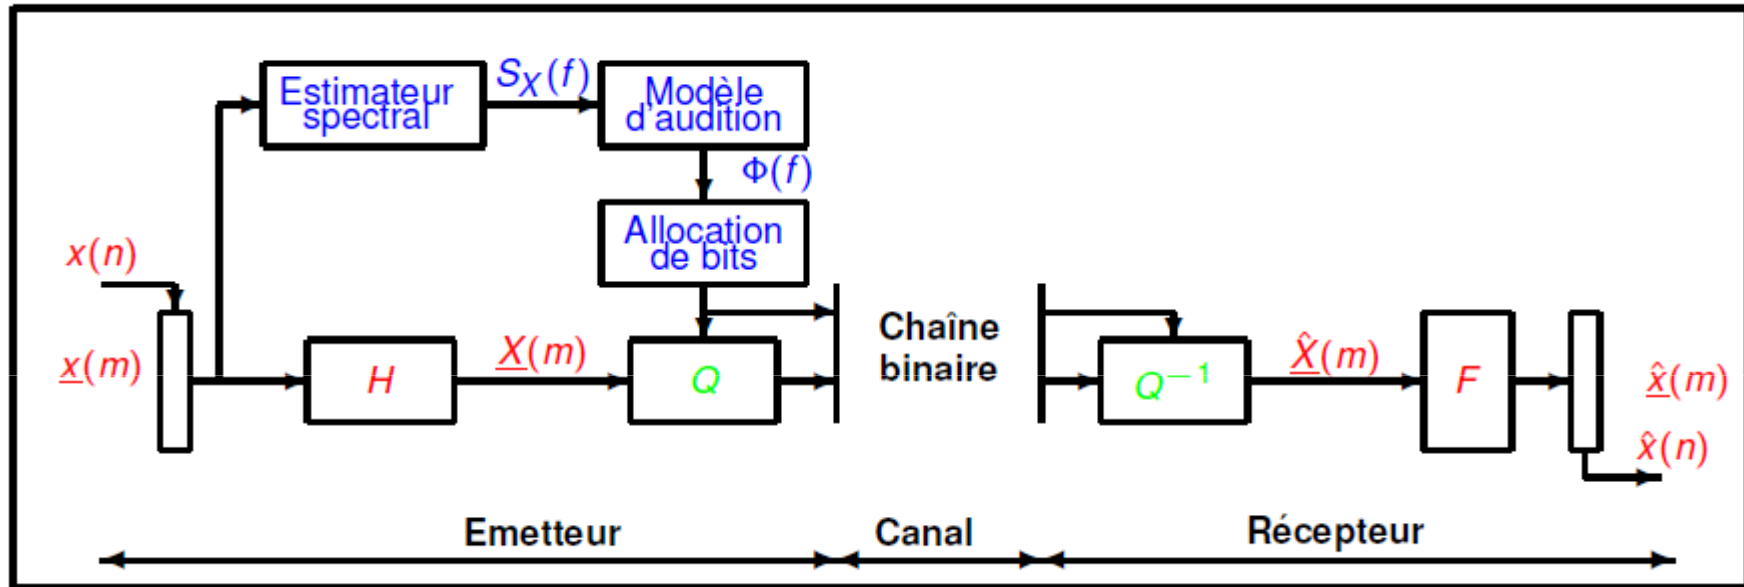 Estimateur
spectral
S_X(f)
Modèle
d'audition
Φ(f)
Allocation
de bits
x(n)
x(m)
H
X(m)
Q
Chaîne
binaire
Q⁻¹
X̂(m)
F
x̂(m)
x̂(n)
Emetteur
Canal
Récepteur